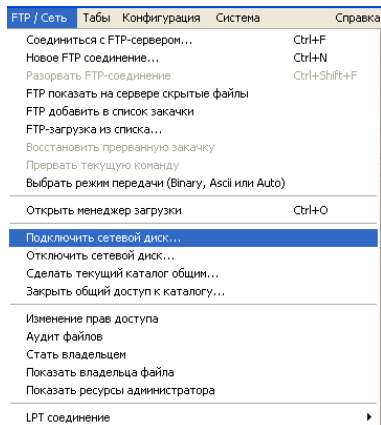 FTP / Сеть Табы Конфигурация Система Справка
Соединиться с FTP-сервером... Ctrl+F
Новое FTP соединение... Ctrl+N
Разорвать FTP-соединение Ctrl+Shift+F
FTP показать на сервере скрытые файлы
FTP добавить в список закачки
FTP-загрузка из списка...
Восстановить прерванную закачку
Прервать текущую команду
Выбрать режим передачи (Binary, Ascii или Auto)
Открыть менеджер загрузки Ctrl+O
Подключить сетевой диск...
Отключить сетевой диск...
Сделать текущий каталог общим...
Закрыть общий доступ к каталогу...
Изменение прав доступа
Аудит файлов
Стать владельцем
Показать владельца файла
Показать ресурсы администратора
LPT соединение